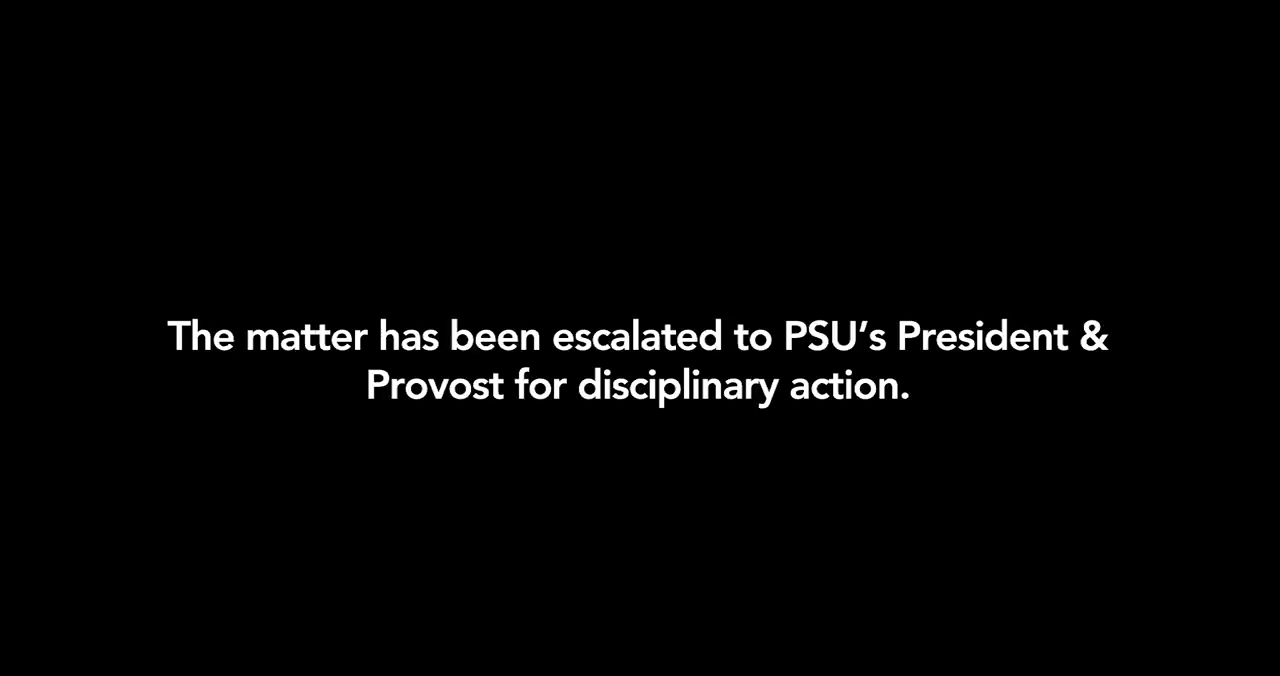 The matter has been escalated to PSU’s President &
Provost for disciplinary action.